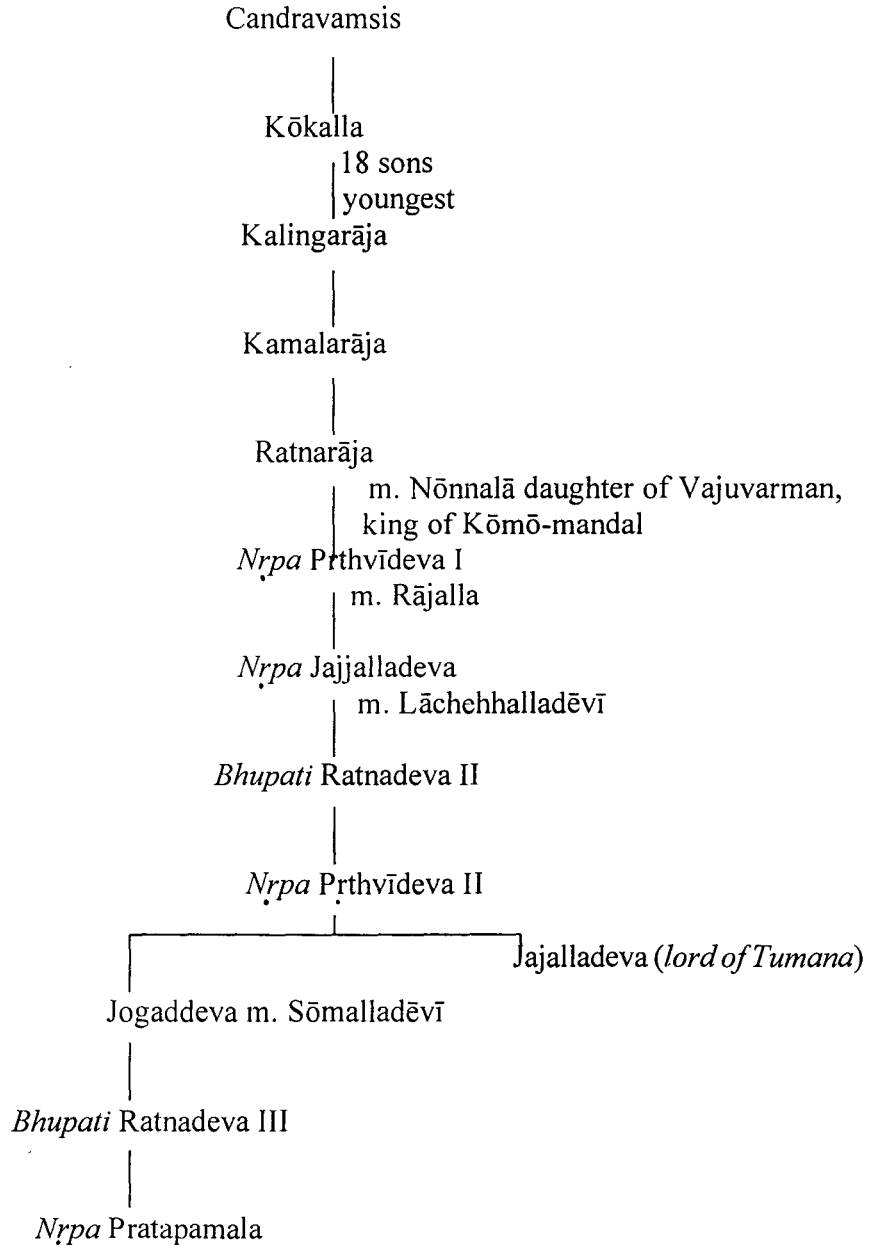 Candravamsis
Kōkalla
18 sons
youngest
Kalingarāja
Kamalarāja
Ratnarāja
m. Nōnnalā daughter of Vajuvarman,
king of Kōmō-mandal
Nṛpa Prthvīdeva I
m. Rājalla
Nṛpa Jajjalladeva
m. Lāchehhalladēvī
Bhupati Ratnadeva II
Nṛpa Pṛthvīdeva II
Jajalladeva (lord of Tumana)
Jogaddeva m. Sōmalladēvī
Bhupati Ratnadeva III
Nṛpa Pratapamala